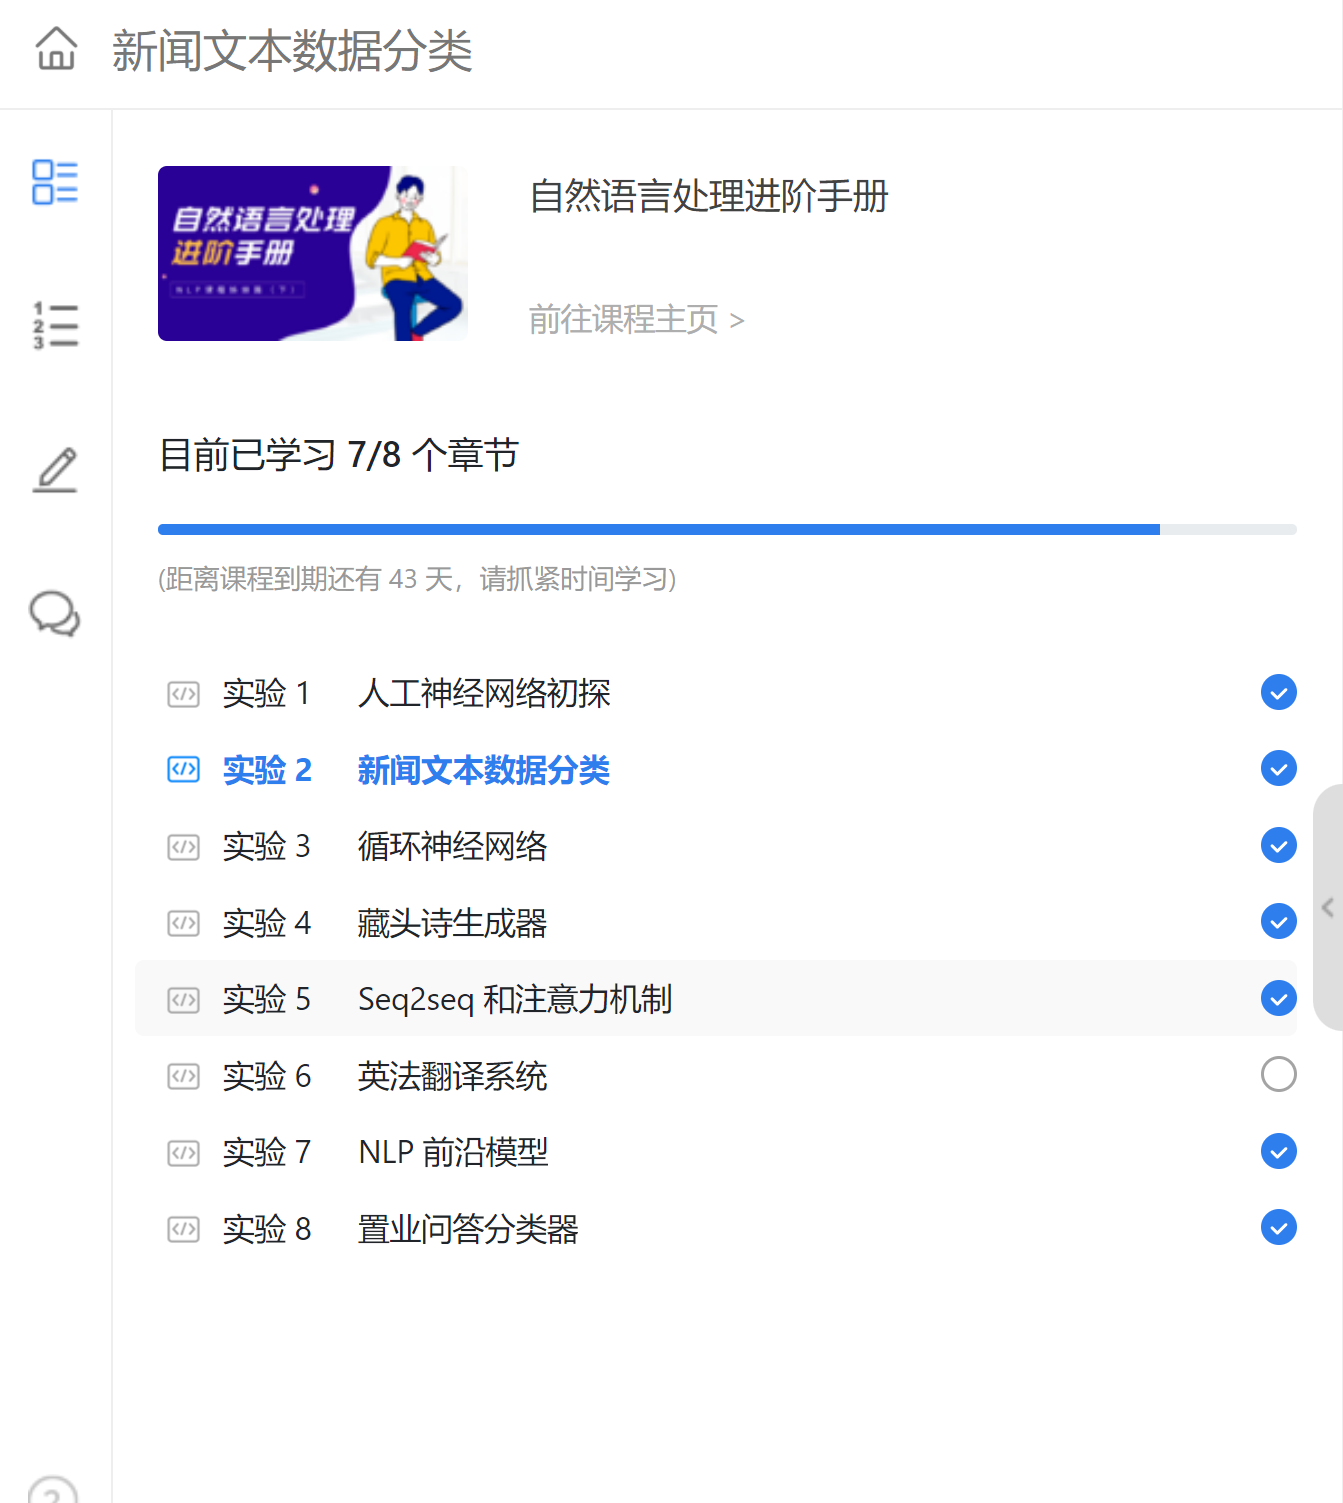 新闻文本数据分类
自然语言处理
进阶手册
自然语言处理进阶手册
前往课程主页 >
1
2
3
目前已学习 7/8 个章节
(距离课程到期还有 43 天，请抓紧时间学习)
实验 1 人工神经网络初探
实验 2 新闻文本数据分类
实验 3 循环神经网络
实验 4 藏头诗生成器
实验 5 Seq2seq 和注意力机制
实验 6 英法翻译系统
实验 7 NLP 前沿模型
实验 8 置业问答分类器